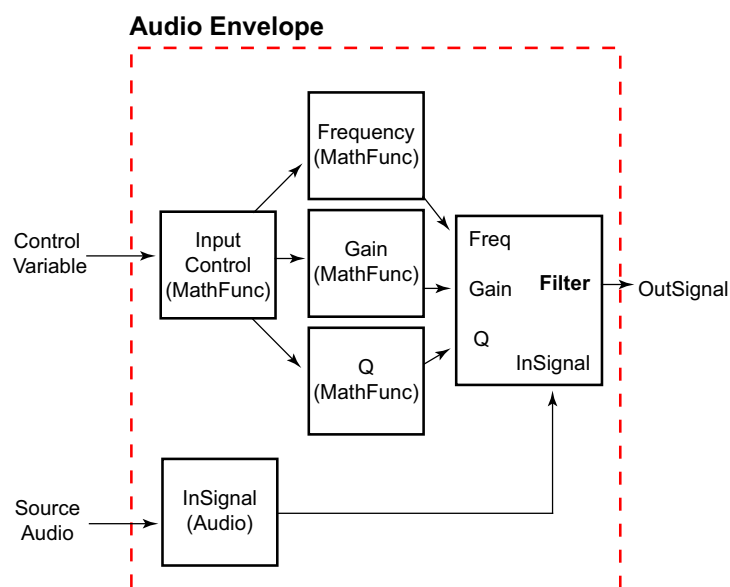 Audio Envelope
Frequency
(MathFunc)
Control
Variable
Input
Control
(MathFunc)
Gain
(MathFunc)
Q
(MathFunc)
Freq
Gain
Filter
Q
InSignal
OutSignal
Source
Audio
InSignal
(Audio)